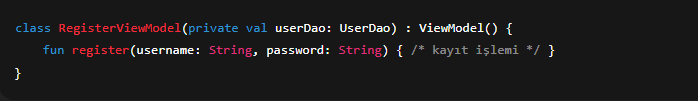 class RegisterViewModel(private val userDao: UserDao) : ViewModel() {
    fun register(username: String, password: String) { /* kayıt işlemi */ }
}